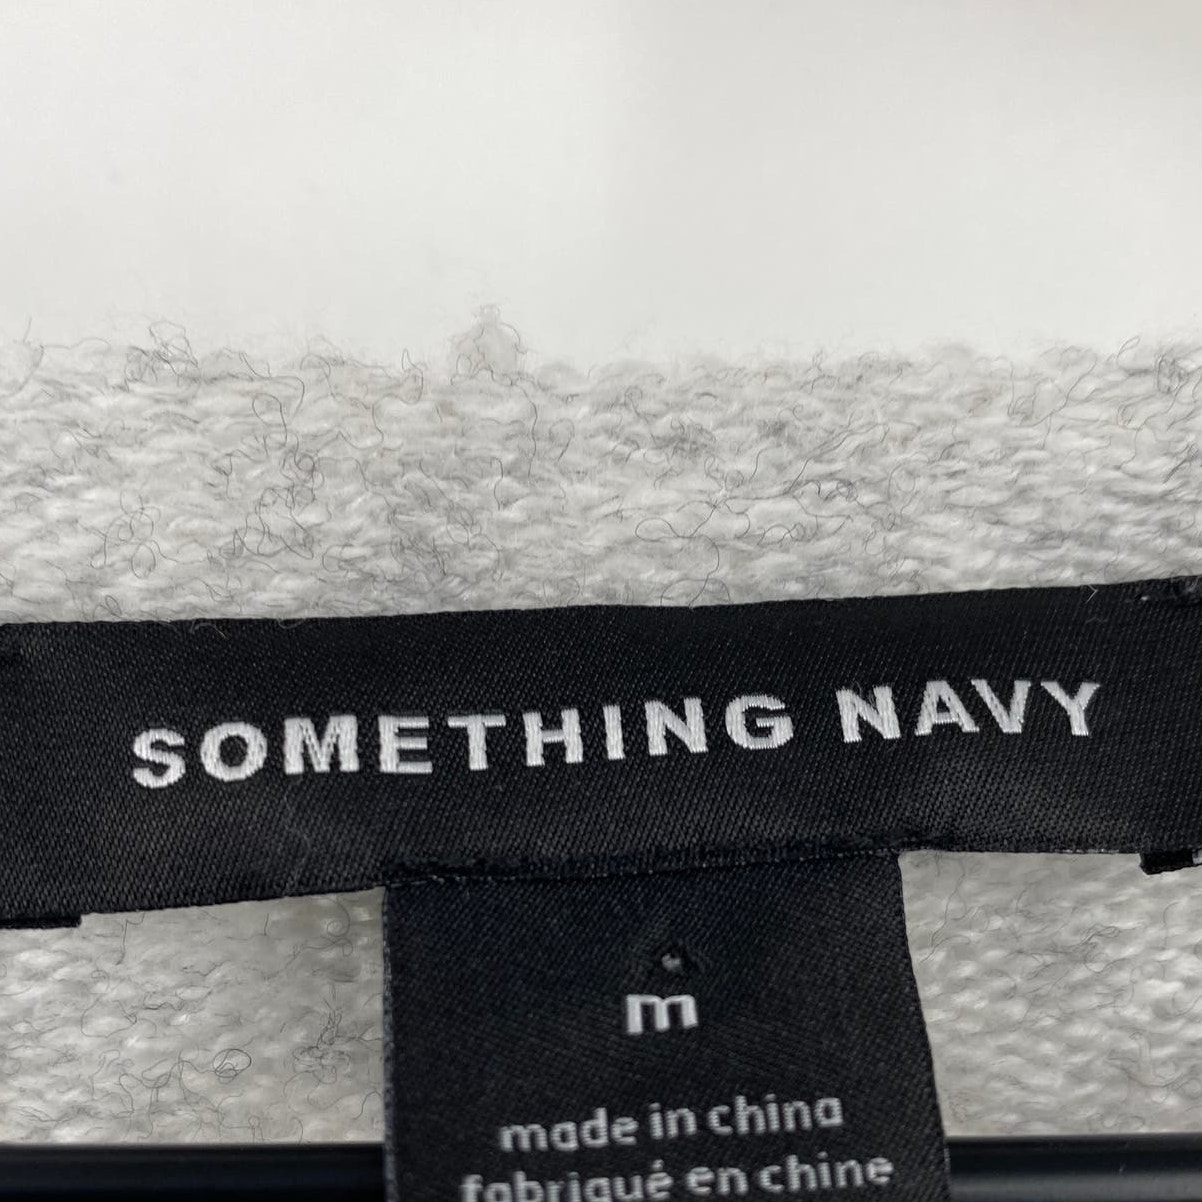 SOMETHING NAVY
m
made in china
fabriqué en chine